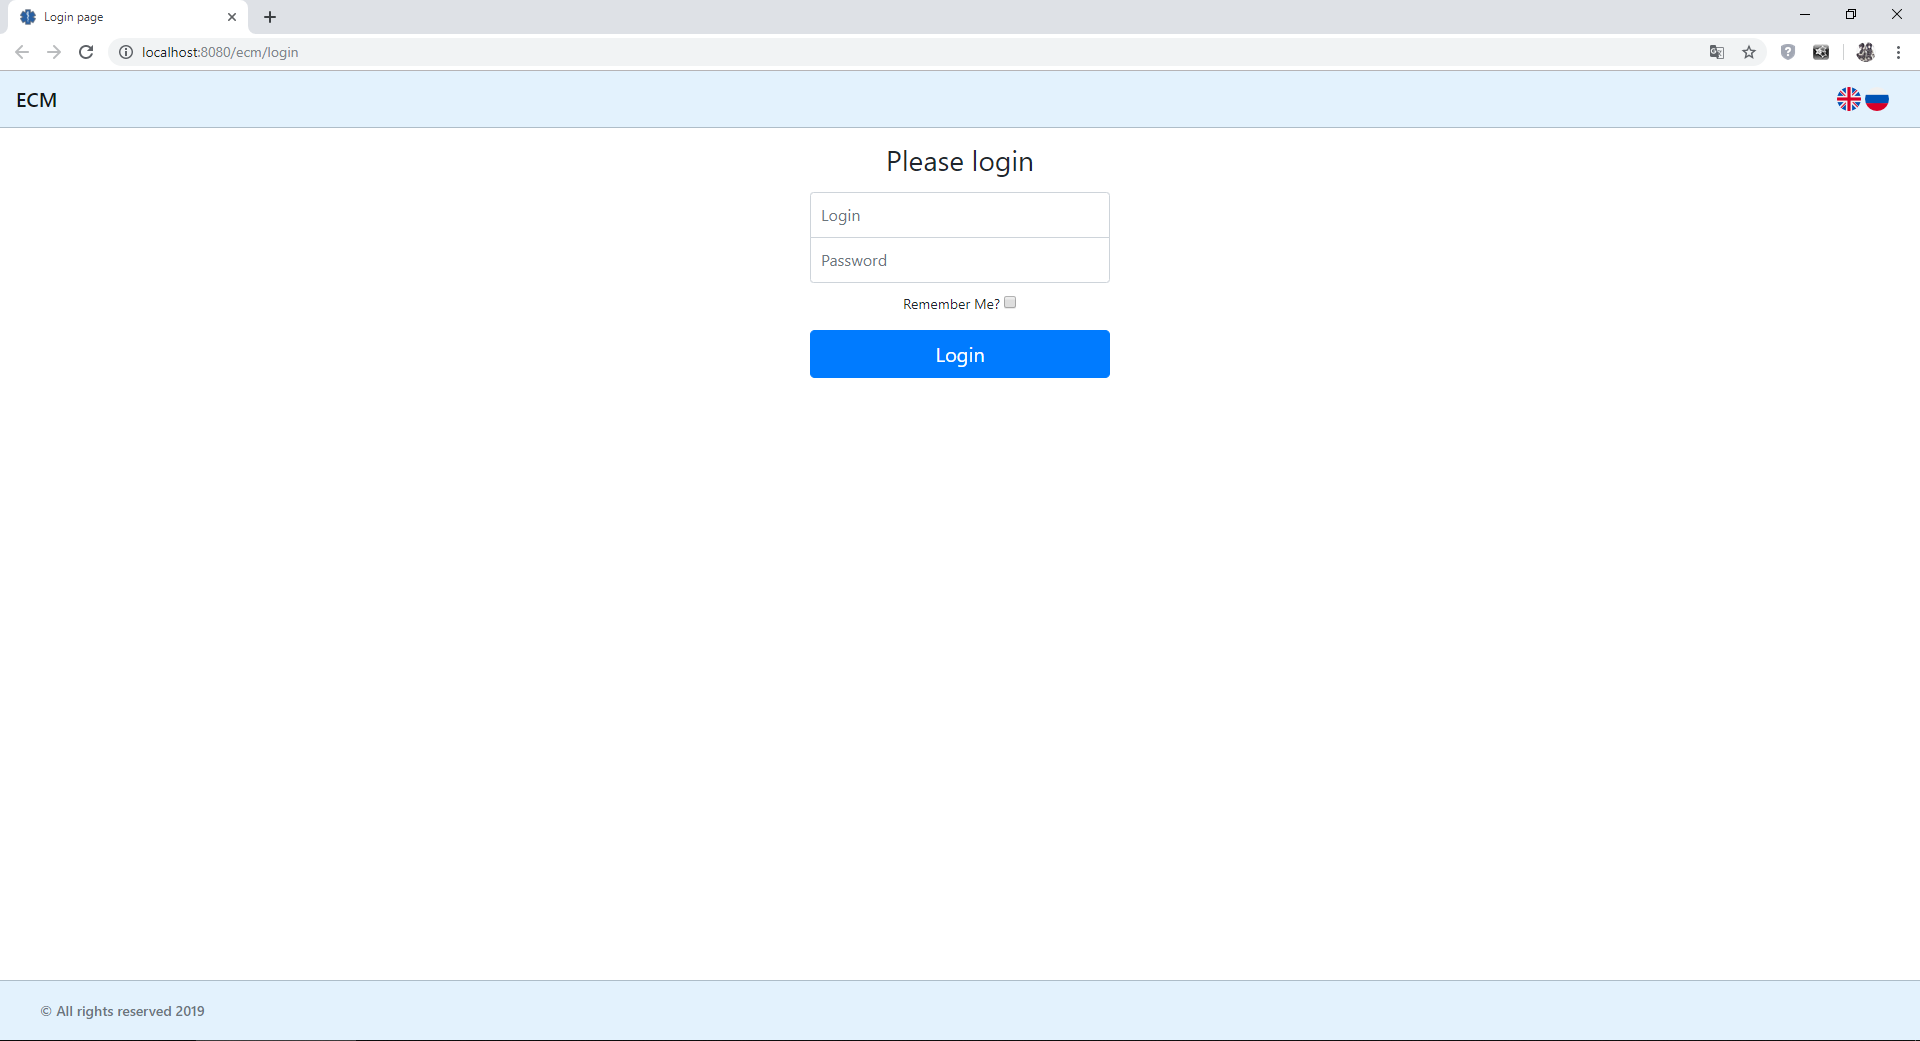 Login page
localhost:8080/ecm/login
ECM
Please login
Login
Password
Remember Me?
Login
© All rights reserved 2019